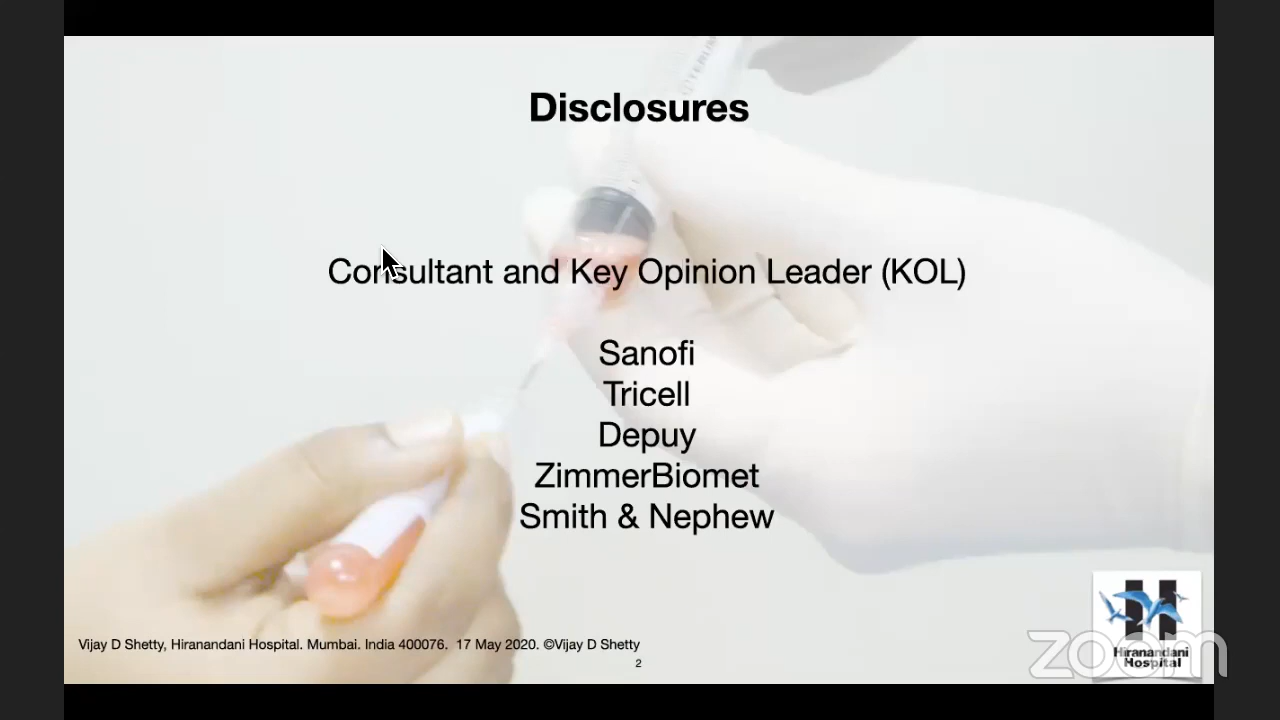 Disclosures
Consultant and Key Opinion Leader (KOL)
Sanofi
Tricell
Depuy
ZimmerBiomet
Smith & Nephew
Vijay D Shetty, Hiranandani Hospital. Mumbai. India 400076.  17 May 2020. ©Vijay D Shetty
2
Hiranandani
Hospital
zoom